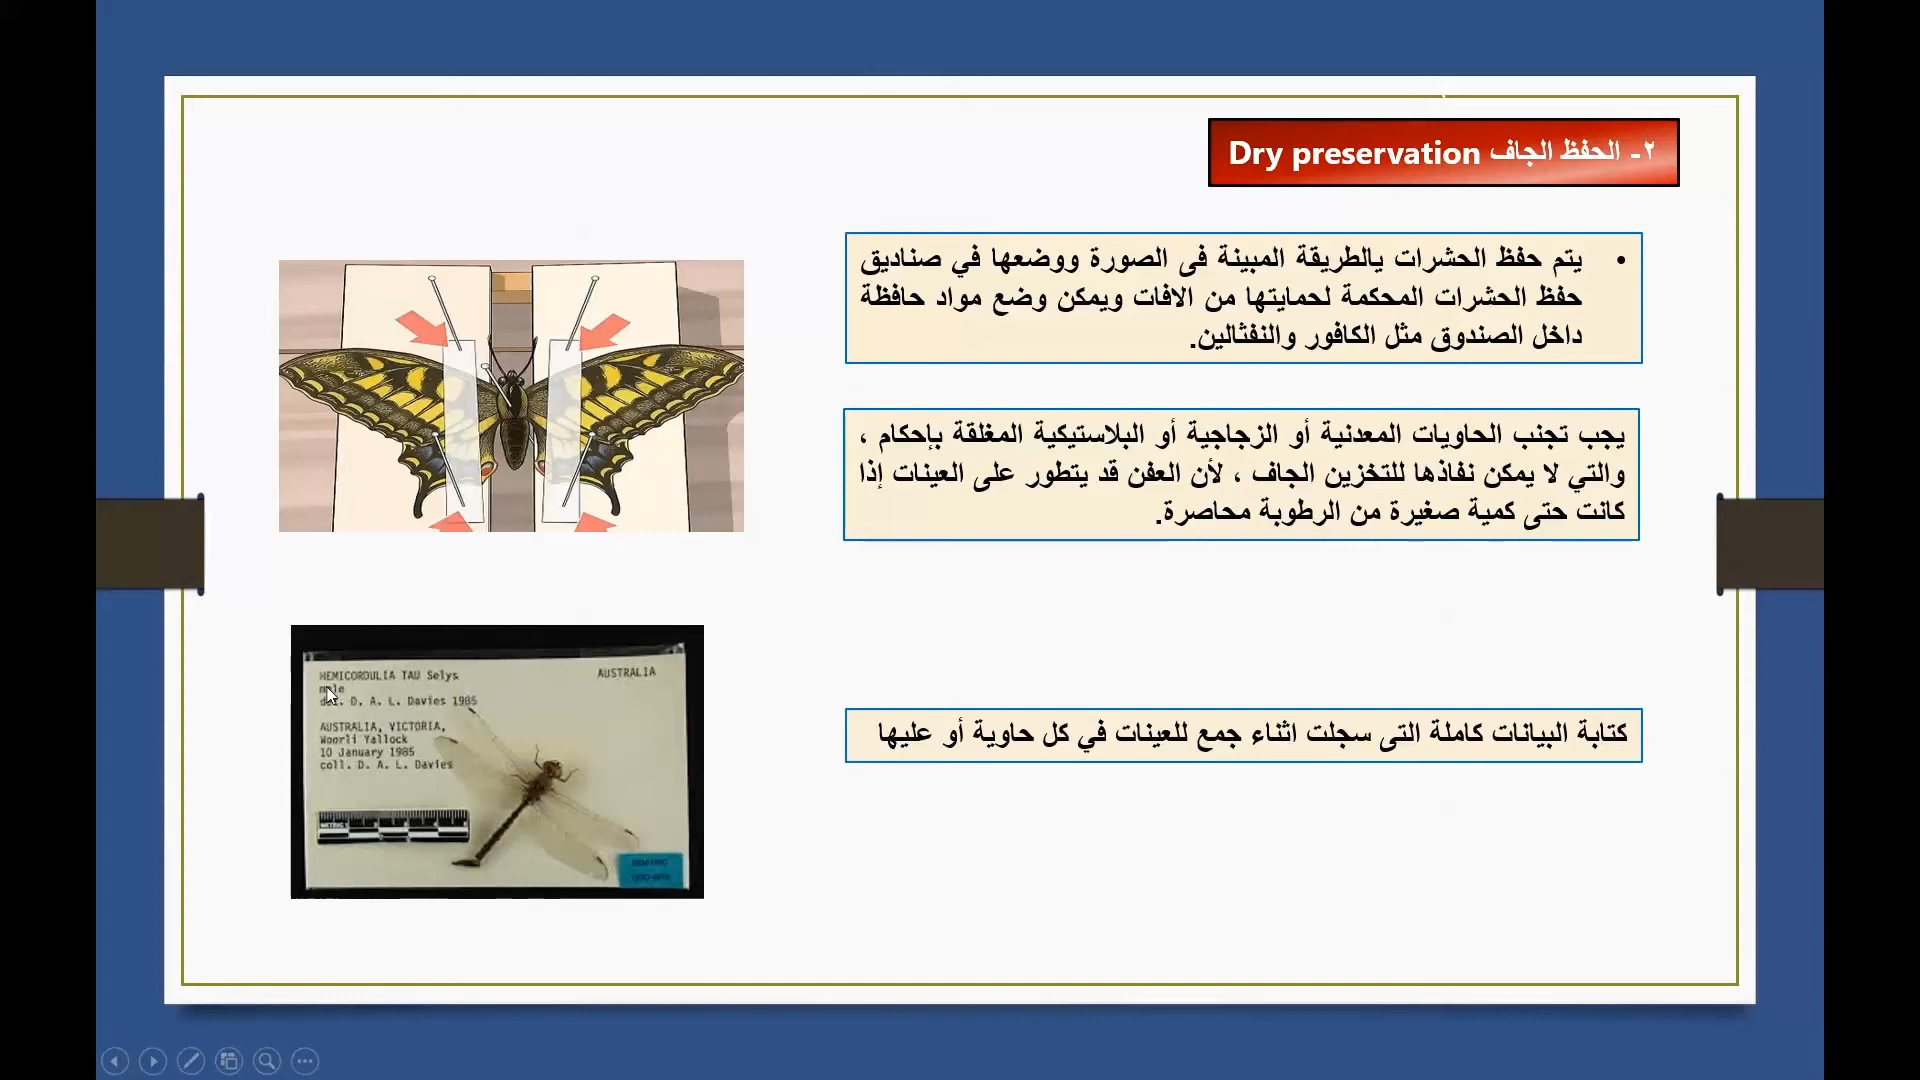 ٢- الحفظ الجاف Dry preservation
• يتم حفظ الحشرات يالطريقة المبينة فى الصورة ووضعها في صناديق
حفظ الحشرات المحكمة لحمايتها من الافات ويمكن وضع مواد حافظة
داخل الصندوق مثل الكافور والنفثالين.
يجب تجنب الحاويات المعدنية أو الزجاجية أو البلاستيكية المغلقة بإحكام ،
والتي لا يمكن نفاذها للتخزين الجاف ، لأن العفن قد يتطور على العينات إذا
كانت حتى كمية صغيرة من الرطوبة محاصرة.
كتابة البيانات كاملة التى سجلت اثناء جمع للعينات في كل حاوية أو عليها
HEMICORDULIA TAU Selys
AUSTRALIA
D. A. L. Davies 1985
AUSTRALIA, VICTORIA,
Woorli Yallock
10 January 1985
coll. D. A. L. Davies
METRIC